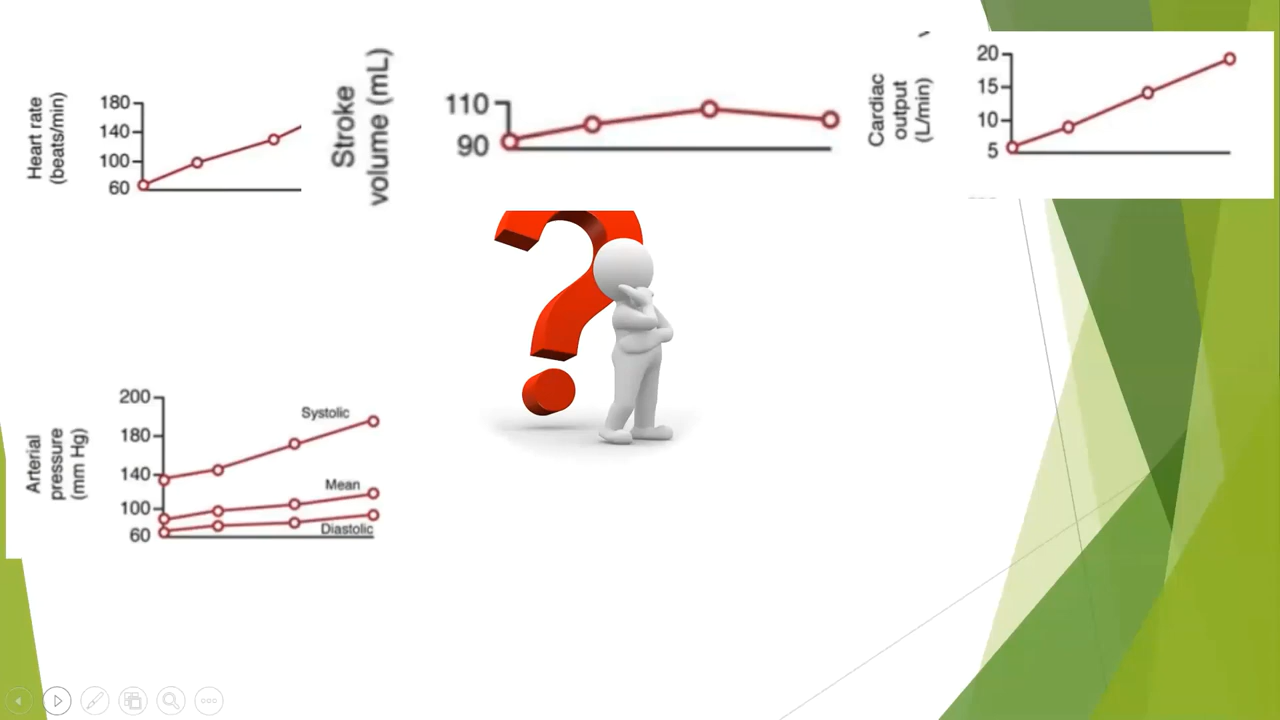 Heart rate
(beats/min)
180
140
100
60
Stroke
volume (mL)
110
90
Cardiac
output
(L/min)
20
15
10
5
Arterial
pressure
(mm Hg)
200
180
140
100
60
Systolic
Mean
Diastolic